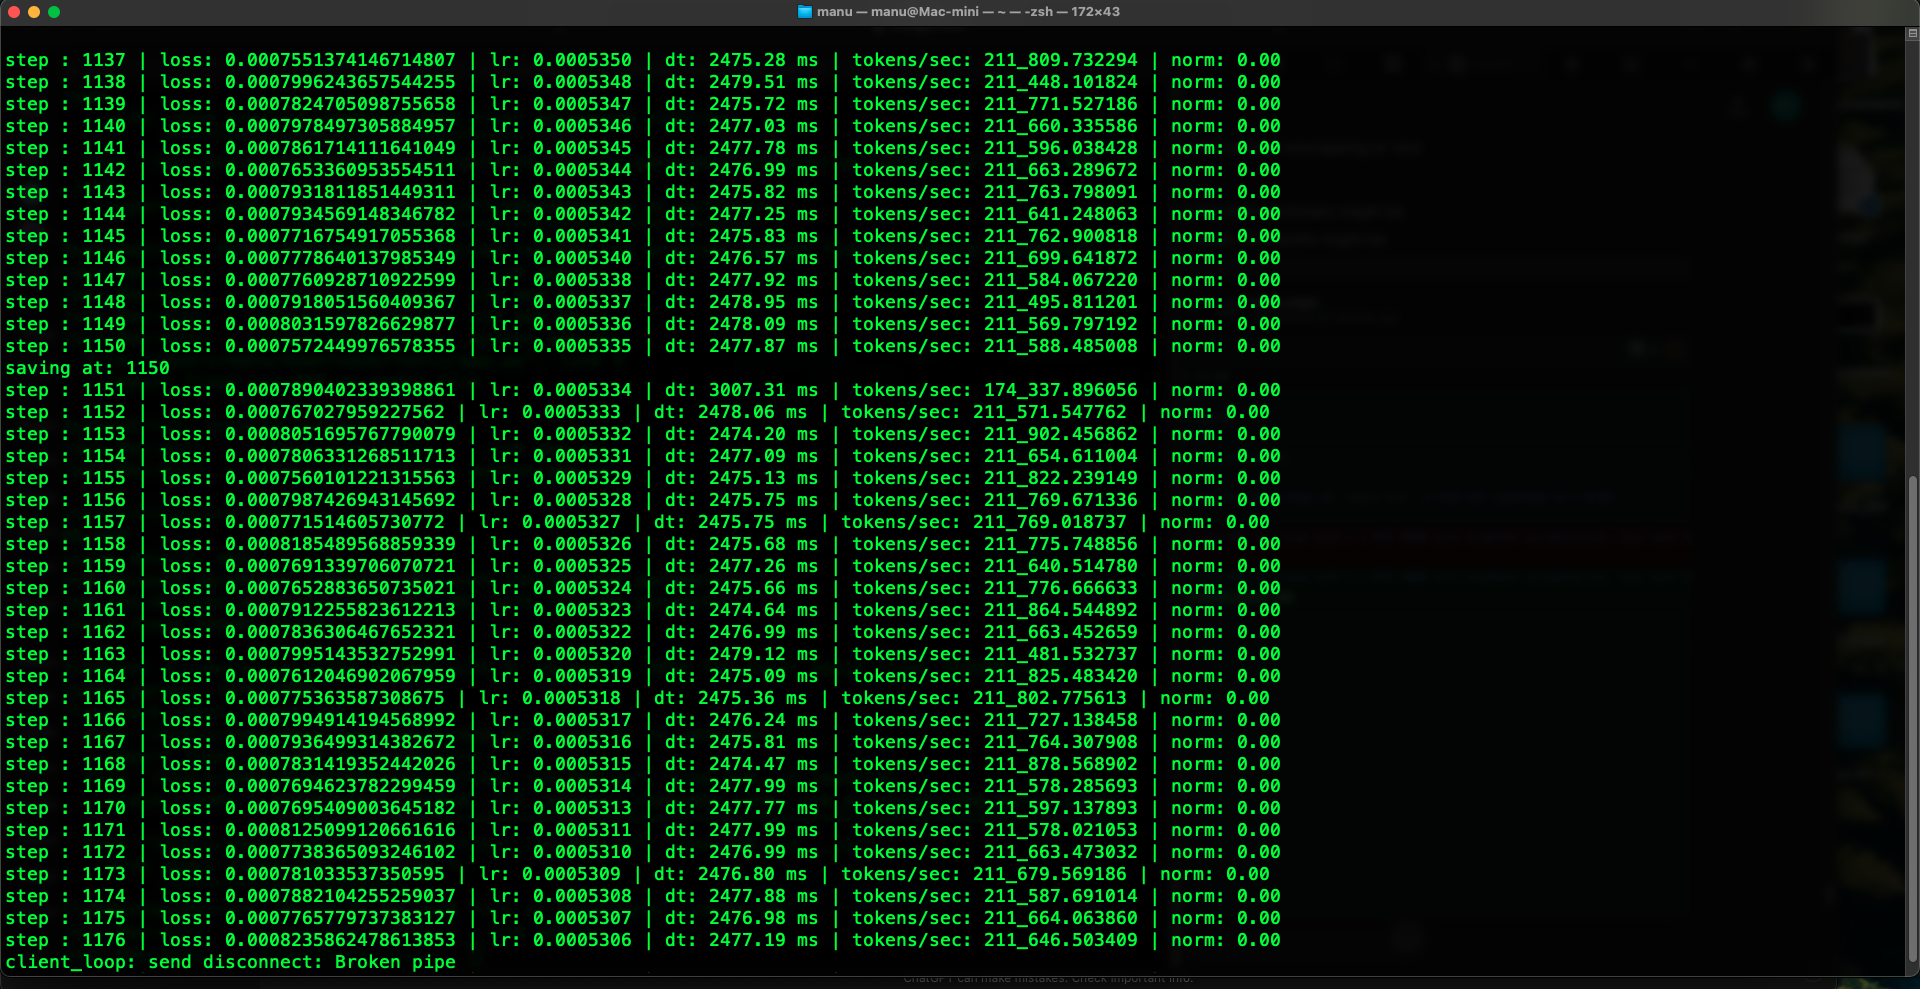 manu — manu@Mac-mini — ~ — -zsh — 172×43
step : 1137 | loss: 0.0007551374146714807 | lr: 0.0005350 | dt: 2475.28 ms | tokens/sec: 211_809.732294 | norm: 0.00
step : 1138 | loss: 0.0007996243657544255 | lr: 0.0005348 | dt: 2479.51 ms | tokens/sec: 211_448.101824 | norm: 0.00
step : 1139 | loss: 0.0007824705098755658 | lr: 0.0005347 | dt: 2475.72 ms | tokens/sec: 211_771.527186 | norm: 0.00
step : 1140 | loss: 0.0007978497305884957 | lr: 0.0005346 | dt: 2477.03 ms | tokens/sec: 211_660.335586 | norm: 0.00
step : 1141 | loss: 0.0007861714111641049 | lr: 0.0005345 | dt: 2477.78 ms | tokens/sec: 211_596.038428 | norm: 0.00
step : 1142 | loss: 0.0007653360953554511 | lr: 0.0005344 | dt: 2476.99 ms | tokens/sec: 211_663.289672 | norm: 0.00
step : 1143 | loss: 0.0007931811851449311 | lr: 0.0005343 | dt: 2475.82 ms | tokens/sec: 211_763.798091 | norm: 0.00
step : 1144 | loss: 0.0007934569148346782 | lr: 0.0005342 | dt: 2477.25 ms | tokens/sec: 211_641.248063 | norm: 0.00
step : 1145 | loss: 0.0007716754917055368 | lr: 0.0005341 | dt: 2475.83 ms | tokens/sec: 211_762.900818 | norm: 0.00
step : 1146 | loss: 0.0007778640137985349 | lr: 0.0005340 | dt: 2476.57 ms | tokens/sec: 211_699.641872 | norm: 0.00
step : 1147 | loss: 0.0007760928710922599 | lr: 0.0005338 | dt: 2477.92 ms | tokens/sec: 211_584.067220 | norm: 0.00
step : 1148 | loss: 0.0007918051560409367 | lr: 0.0005337 | dt: 2478.95 ms | tokens/sec: 211_495.811201 | norm: 0.00
step : 1149 | loss: 0.0008031597826629877 | lr: 0.0005336 | dt: 2478.09 ms | tokens/sec: 211_569.797192 | norm: 0.00
step : 1150 | loss: 0.0007572449976578355 | lr: 0.0005335 | dt: 2477.87 ms | tokens/sec: 211_588.485008 | norm: 0.00
saving at: 1150
step : 1151 | loss: 0.0007890402339398861 | lr: 0.0005334 | dt: 3007.31 ms | tokens/sec: 174_337.896056 | norm: 0.00
step : 1152 | loss: 0.000767027959227562 | lr: 0.0005333 | dt: 2478.06 ms | tokens/sec: 211_571.547762 | norm: 0.00
step : 1153 | loss: 0.0008051695767790079 | lr: 0.0005332 | dt: 2474.20 ms | tokens/sec: 211_902.456862 | norm: 0.00
step : 1154 | loss: 0.0007806331268511713 | lr: 0.0005331 | dt: 2477.09 ms | tokens/sec: 211_654.611004 | norm: 0.00
step : 1155 | loss: 0.0007560101221315563 | lr: 0.0005329 | dt: 2475.13 ms | tokens/sec: 211_822.239149 | norm: 0.00
step : 1156 | loss: 0.0007987426943145692 | lr: 0.0005328 | dt: 2475.75 ms | tokens/sec: 211_769.671336 | norm: 0.00
step : 1157 | loss: 0.000771514605730772 | lr: 0.0005327 | dt: 2475.75 ms | tokens/sec: 211_769.018737 | norm: 0.00
step : 1158 | loss: 0.0008185489568859339 | lr: 0.0005326 | dt: 2475.68 ms | tokens/sec: 211_775.748856 | norm: 0.00
step : 1159 | loss: 0.0007691339706070721 | lr: 0.0005325 | dt: 2477.26 ms | tokens/sec: 211_640.514780 | norm: 0.00
step : 1160 | loss: 0.0007652883650735021 | lr: 0.0005324 | dt: 2475.66 ms | tokens/sec: 211_776.666633 | norm: 0.00
step : 1161 | loss: 0.0007912255823612213 | lr: 0.0005323 | dt: 2474.64 ms | tokens/sec: 211_864.544892 | norm: 0.00
step : 1162 | loss: 0.0007836306467652321 | lr: 0.0005322 | dt: 2476.99 ms | tokens/sec: 211_663.452659 | norm: 0.00
step : 1163 | loss: 0.0007995143532752991 | lr: 0.0005320 | dt: 2479.12 ms | tokens/sec: 211_481.532737 | norm: 0.00
step : 1164 | loss: 0.0007612046902067959 | lr: 0.0005319 | dt: 2475.09 ms | tokens/sec: 211_825.483420 | norm: 0.00
step : 1165 | loss: 0.000775363587308675 | lr: 0.0005318 | dt: 2475.36 ms | tokens/sec: 211_802.775613 | norm: 0.00
step : 1166 | loss: 0.0007994914194568992 | lr: 0.0005317 | dt: 2476.24 ms | tokens/sec: 211_727.138458 | norm: 0.00
step : 1167 | loss: 0.0007936499314382672 | lr: 0.0005316 | dt: 2475.81 ms | tokens/sec: 211_764.307908 | norm: 0.00
step : 1168 | loss: 0.0007831419352442026 | lr: 0.0005315 | dt: 2474.47 ms | tokens/sec: 211_878.568902 | norm: 0.00
step : 1169 | loss: 0.0007694623782299459 | lr: 0.0005314 | dt: 2477.99 ms | tokens/sec: 211_578.285693 | norm: 0.00
step : 1170 | loss: 0.0007695409003645182 | lr: 0.0005313 | dt: 2477.77 ms | tokens/sec: 211_597.137893 | norm: 0.00
step : 1171 | loss: 0.0008125099120661616 | lr: 0.0005311 | dt: 2477.99 ms | tokens/sec: 211_578.021053 | norm: 0.00
step : 1172 | loss: 0.0007738365093246102 | lr: 0.0005310 | dt: 2476.99 ms | tokens/sec: 211_663.473032 | norm: 0.00
step : 1173 | loss: 0.000781033537350595 | lr: 0.0005309 | dt: 2476.80 ms | tokens/sec: 211_679.569186 | norm: 0.00
step : 1174 | loss: 0.0007882104255259037 | lr: 0.0005308 | dt: 2477.88 ms | tokens/sec: 211_587.691014 | norm: 0.00
step : 1175 | loss: 0.0007765779737383127 | lr: 0.0005307 | dt: 2476.98 ms | tokens/sec: 211_664.063860 | norm: 0.00
step : 1176 | loss: 0.0008235862478613853 | lr: 0.0005306 | dt: 2477.19 ms | tokens/sec: 211_646.503409 | norm: 0.00
client_loop: send disconnect: Broken pipe
ChatGPT can make mistakes. Check important info.